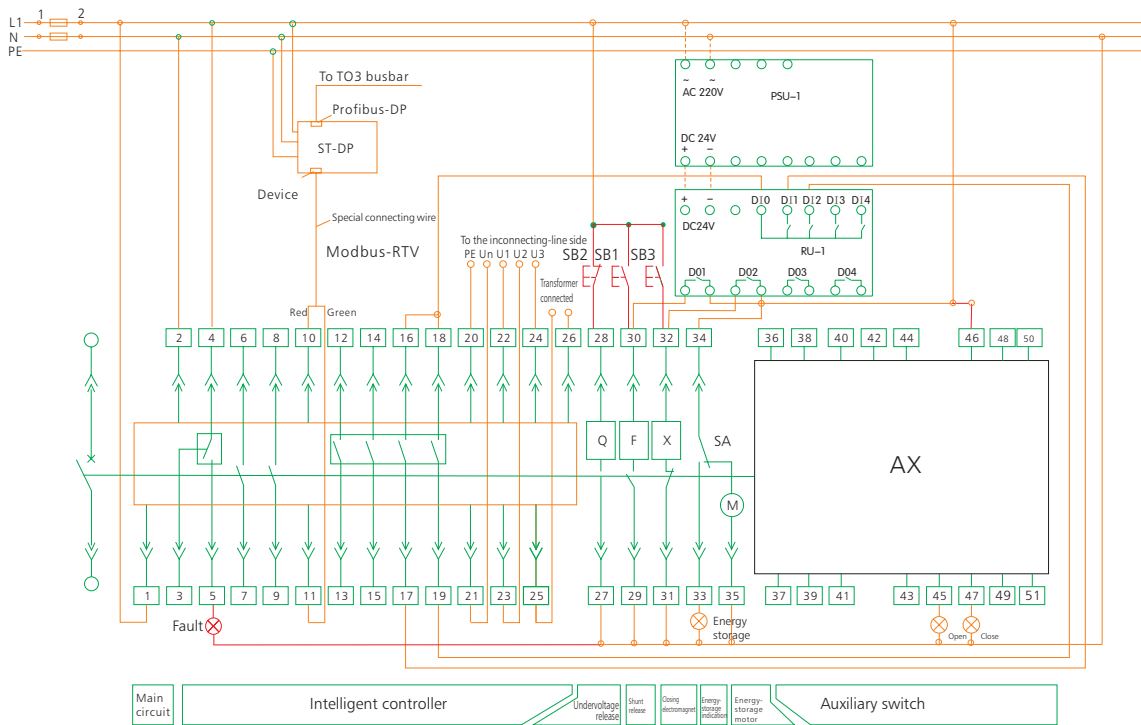 L1 1 2
N
PE
To TO3 busbar
Profibus-DP
ST-DP
Device
Special connecting wire
Modbus-RTV
Red Green
To the inconnecting-line side
PE Un U1 U2 U3
Transformer
connected
SB2 SB1 SB3
~ ~
AC 220V
PSU-1
DC 24V
+ −
+ −
DC24V
DI0 DI1 DI2 DI3 DI4
RU-1
D01 D02 D03 D04
2 4 6 8 10 12 14 16 18 20 22 24 26 28 30 32 34 36 38 40 42 44 46 48 50
Q F X SA
M
AX
1 3 5 7 9 11 13 15 17 19 21 23 25 27 29 31 33 35 37 39 41 43 45 47 49 51
Fault
Energy
storage
Open Close
Main
circuit
Intelligent controller
Undervoltage
release
Shunt
release
Closing
electromagnet
Energy-
storage
indication
Energy-
storage
motor
Auxiliary switch